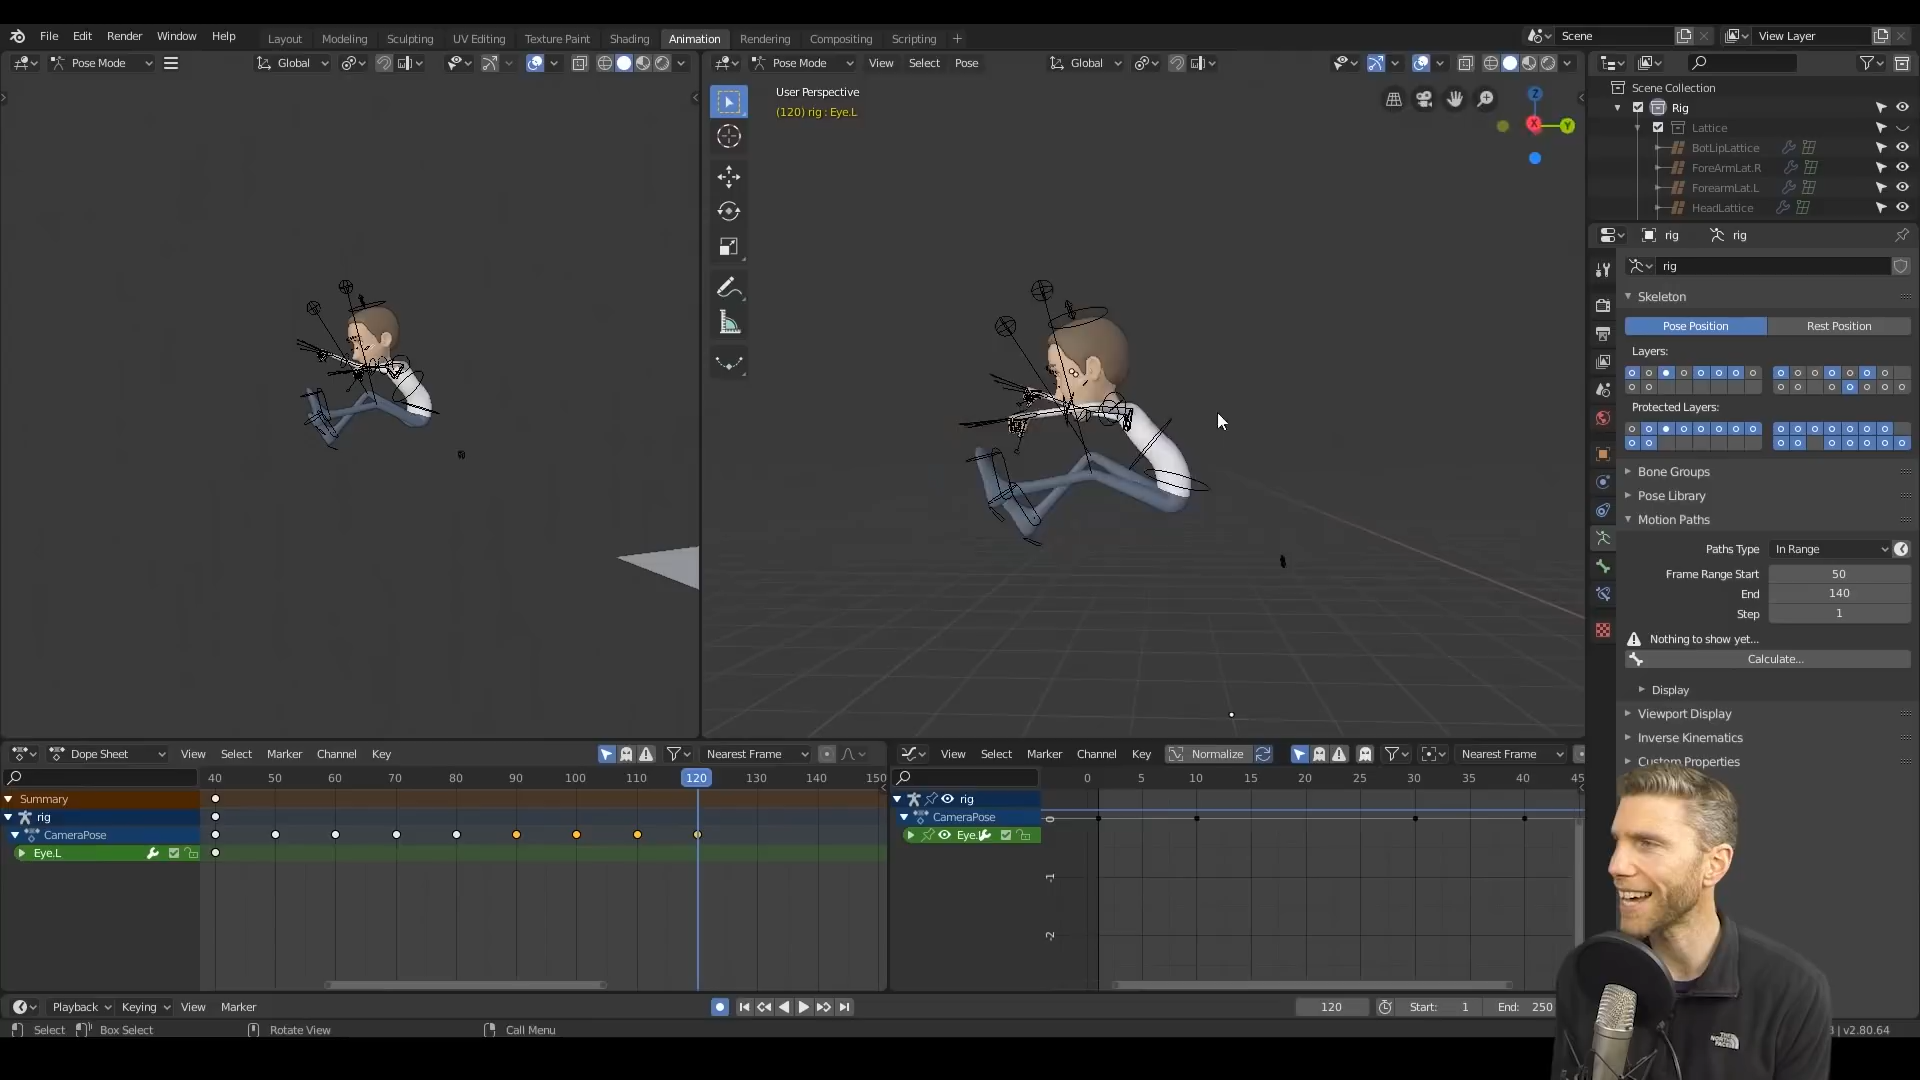 File Edit Render Window Help Layout Modeling Sculpting UV Editing Texture Paint Shading Animation Rendering Compositing Scripting + Scene View Layer
Pose Mode Global
Pose Mode View Select Pose Global
User Perspective
(120) rig : Eye.L
Z
X
Y
Scene Collection
Rig
Lattice
BotLipLattice
ForeArmLat.R
ForearmLat.L
HeadLattice
rig rig
rig
Skeleton
Pose Position Rest Position
Layers:
Protected Layers:
Bone Groups
Pose Library
Motion Paths
Paths Type In Range
Frame Range Start 50
End 140
Step 1
Nothing to show yet...
Calculate...
Display
Viewport Display
Inverse Kinematics
Custom Properties
Dope Sheet View Select Marker Channel Key Nearest Frame
View Select Marker Channel Key Normalize Nearest Frame
40 50 60 70 80 90 100 110 120 130 140 150
0 5 10 15 20 25 30 35 40 45
Summary
rig
CameraPose
Eye.L
rig
CameraPose
Eye.
0
-1
-2
Playback Keying View Marker 120 Start: 1 End: 250
Select Box Select Rotate View Call Menu | v2.80.64
THE NORTH FACE